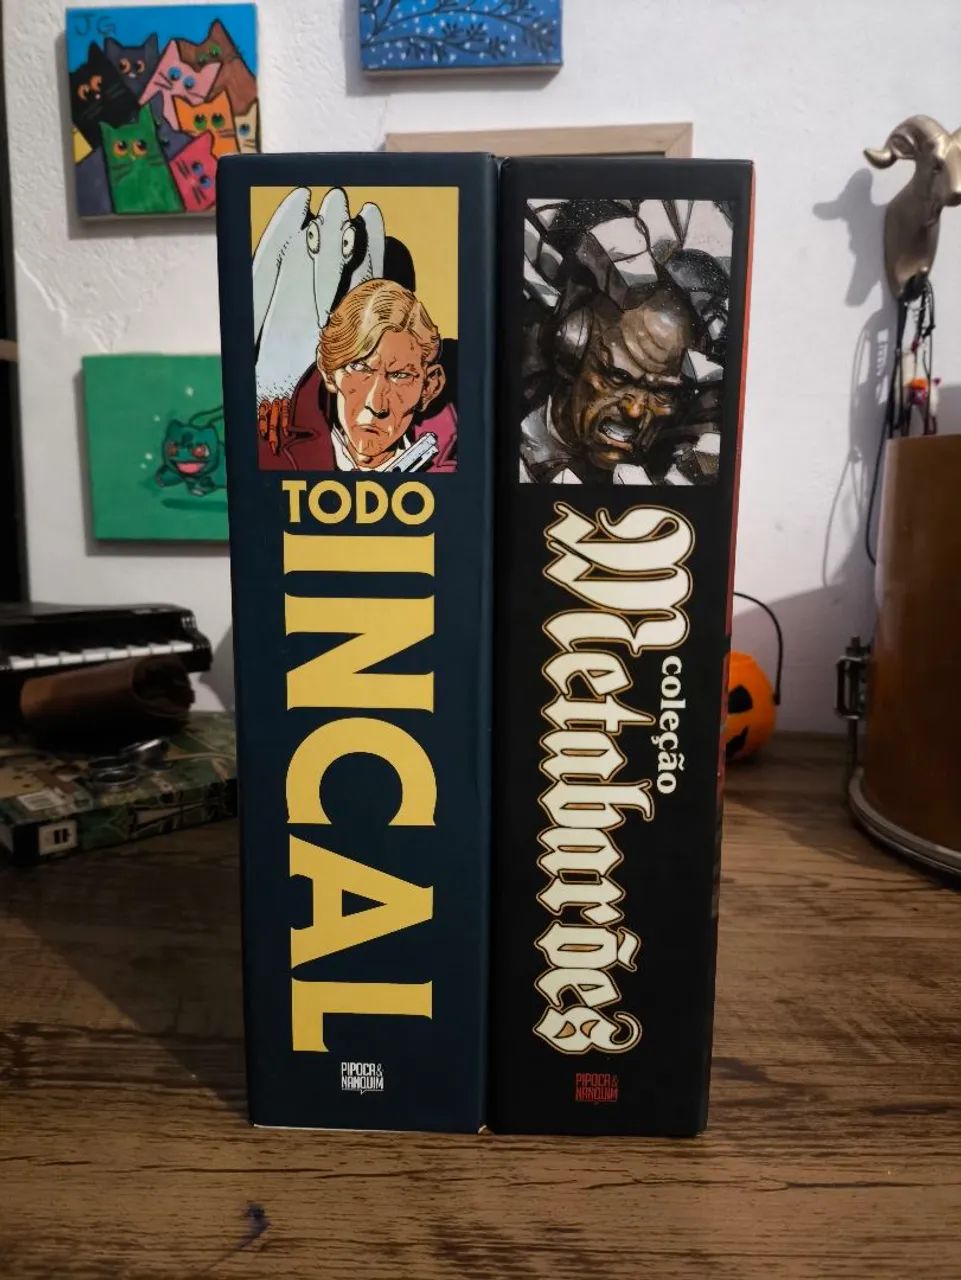 JG
TODO
INCAL
PIPOCA &
NANQUIM
coleção
Metabarões
PIPOCA &
NANQUIM